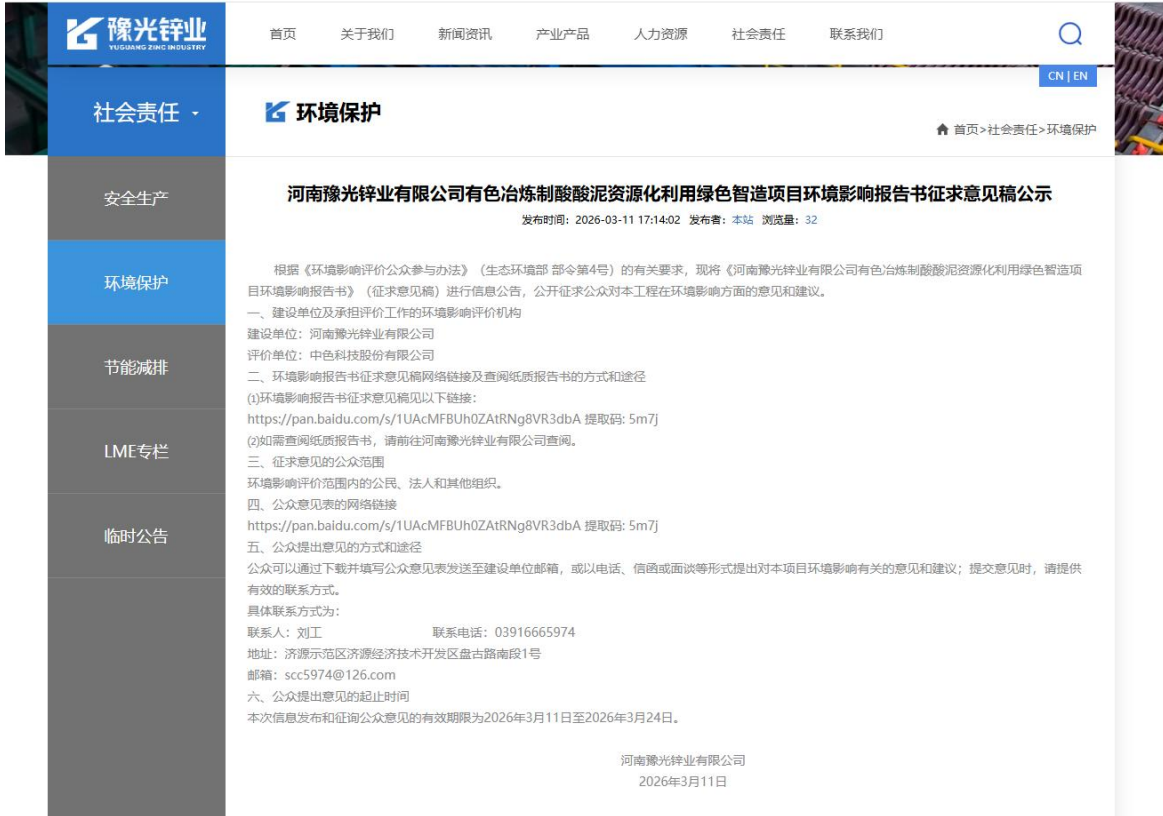 豫光锌业
YUGUANG ZINC INDUSTRY
首页 关于我们 新闻资讯 产业产品 人力资源 社会责任 联系我们
CN | EN
社会责任
环境保护
首页>社会责任>环境保护
安全生产
环境保护
节能减排
LME专栏
临时公告
河南豫光锌业有限公司有色冶炼制酸酸泥资源化利用绿色智造项目环境影响报告书征求意见稿公示
发布时间：2026-03-11 17:14:02 发布者：本站 浏览量：32
根据《环境影响评价公众参与办法》（生态环境部 部令第4号）的有关要求，现将《河南豫光锌业有限公司有色冶炼制酸酸泥资源化利用绿色智造项
目环境影响报告书》（征求意见稿）进行信息公告，公开征求公众对本工程在环境影响方面的意见和建议。
一、建设单位及承担评价工作的环境影响评价机构
建设单位：河南豫光锌业有限公司
评价单位：中色科技股份有限公司
二、环境影响报告书征求意见稿网络链接及查阅纸质报告书的方式和途径
⑴环境影响报告书征求意见稿见以下链接：
https://pan.baidu.com/s/1UAcMFBUh0ZAtRNg8VR3dbA 提取码: 5m7j
⑵如需查阅纸质报告书，请前往河南豫光锌业有限公司查阅。
三、征求意见的公众范围
环境影响评价范围内的公民、法人和其他组织。
四、公众意见表的网络链接
https://pan.baidu.com/s/1UAcMFBUh0ZAtRNg8VR3dbA 提取码: 5m7j
五、公众提出意见的方式和途径
公众可以通过下载并填写公众意见表发送至建设单位邮箱，或以电话、信函或面谈等形式提出对本项目环境影响有关的意见和建议；提交意见时，请提供
有效的联系方式。
具体联系方式为：
联系人：刘工 联系电话：03916665974
地址：济源示范区济源经济技术开发区盘古路南段1号
邮箱：scc5974@126.com
六、公众提出意见的起止时间
本次信息发布和征询公众意见的有效期限为2026年3月11日至2026年3月24日。
河南豫光锌业有限公司
2026年3月11日